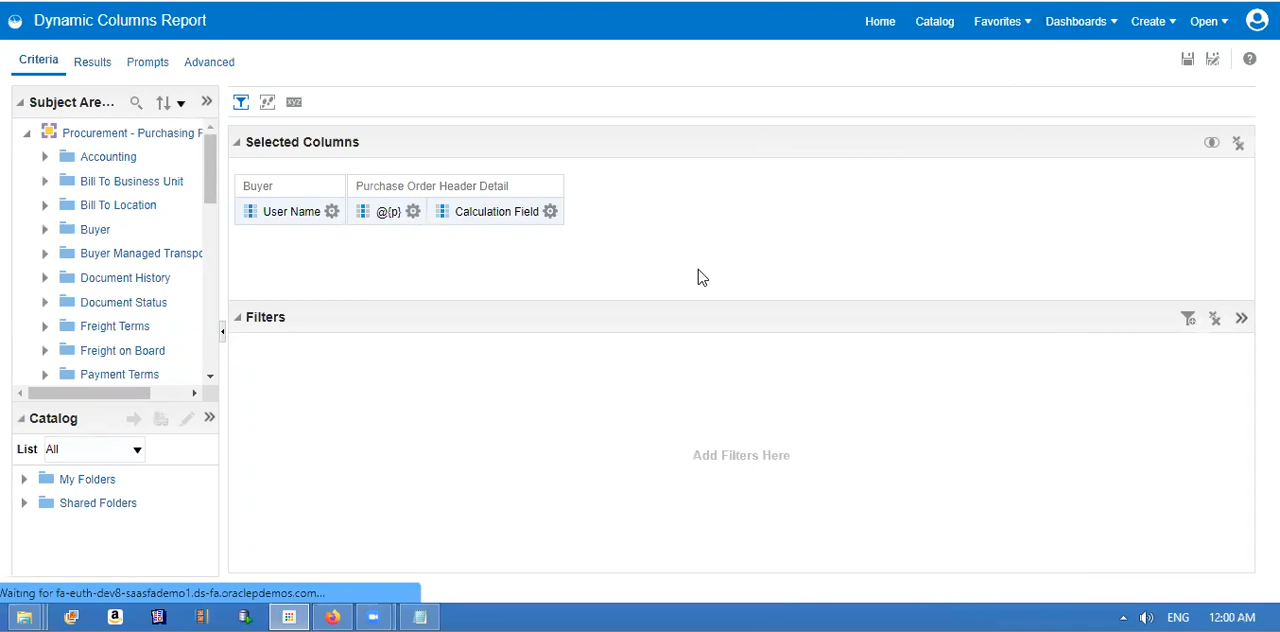 Dynamic Columns Report
Home Catalog Favorites Dashboards Create Open
Criteria Results Prompts Advanced
Subject Are...
Procurement - Purchasing
Accounting
Bill To Business Unit
Bill To Location
Buyer
Buyer Managed Transpo
Document History
Document Status
Freight Terms
Freight on Board
Payment Terms
Catalog
List All
My Folders
Shared Folders
xyz
Selected Columns
Buyer Purchase Order Header Detail
User Name @{p} Calculation Field
Filters
Add Filters Here
Waiting for fa-euth-dev8-saasfademo1.ds-fa.oraclepdemos.com...
ENG 12:00 AM